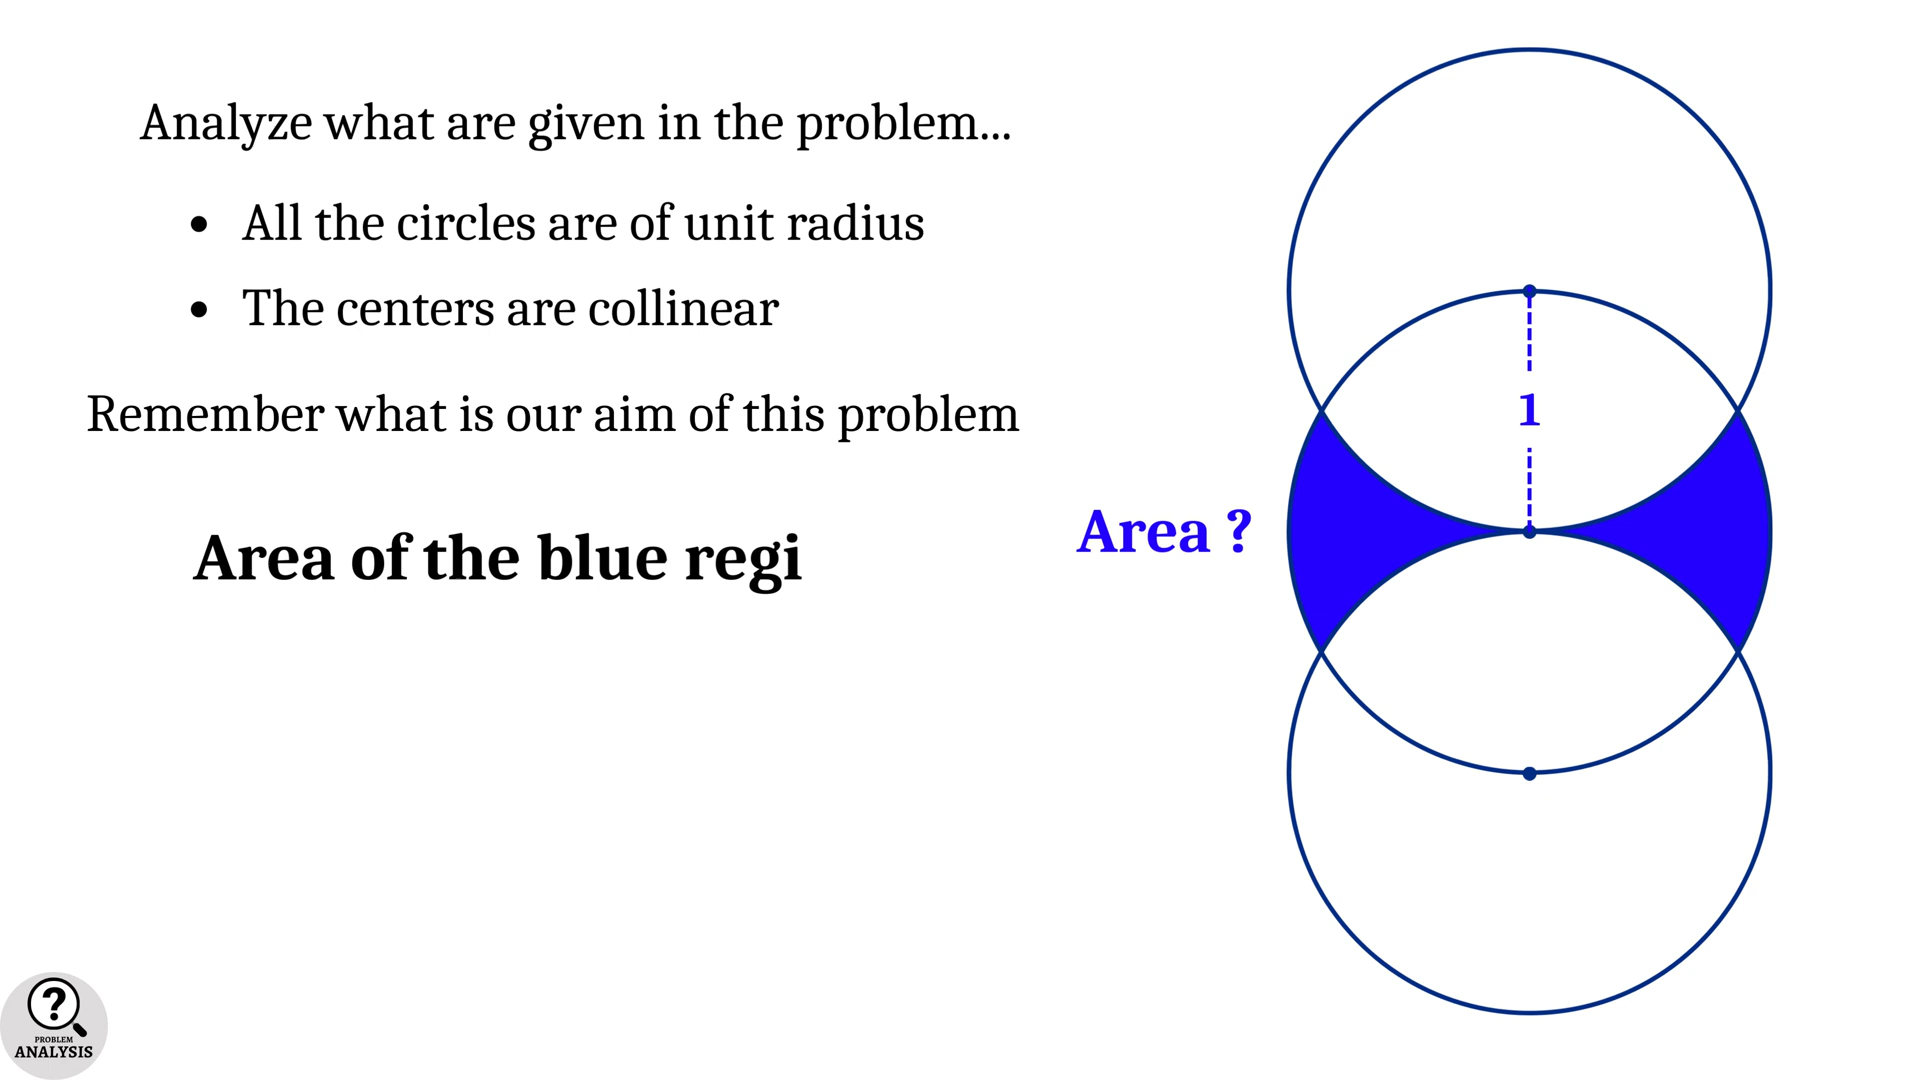 Analyze what are given in the problem...
• All the circles are of unit radius
• The centers are collinear
Remember what is our aim of this problem
Area of the blue regi
Area ?
1
?
PROBLEM
ANALYSIS